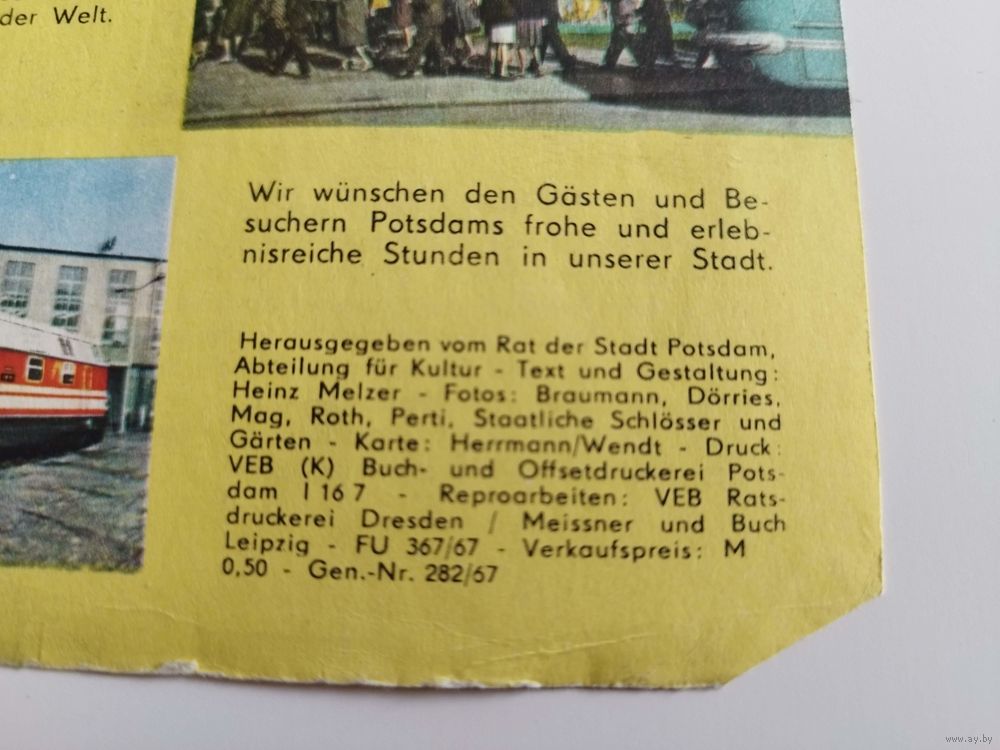 der Welt.
Wir wünschen den Gästen und Be-
suchern Potsdams frohe und erleb-
nisreiche Stunden in unserer Stadt.
Herausgegeben vom Rat der Stadt Potsdam,
Abteilung für Kultur - Text und Gestaltung:
Heinz Melzer - Fotos: Braumann, Dörries,
Mag, Roth, Perti, Staatliche Schlösser und
Gärten - Karte: Herrmann/Wendt - Druck:
VEB (K) Buch- und Offsetdruckerei Pots-
dam I 16 7 - Reproarbeiten: VEB Rats-
druckerei Dresden / Meissner und Buch
Leipzig - FU 367/67 - Verkaufspreis: M
0,50 - Gen.-Nr. 282/67
www.ay.by